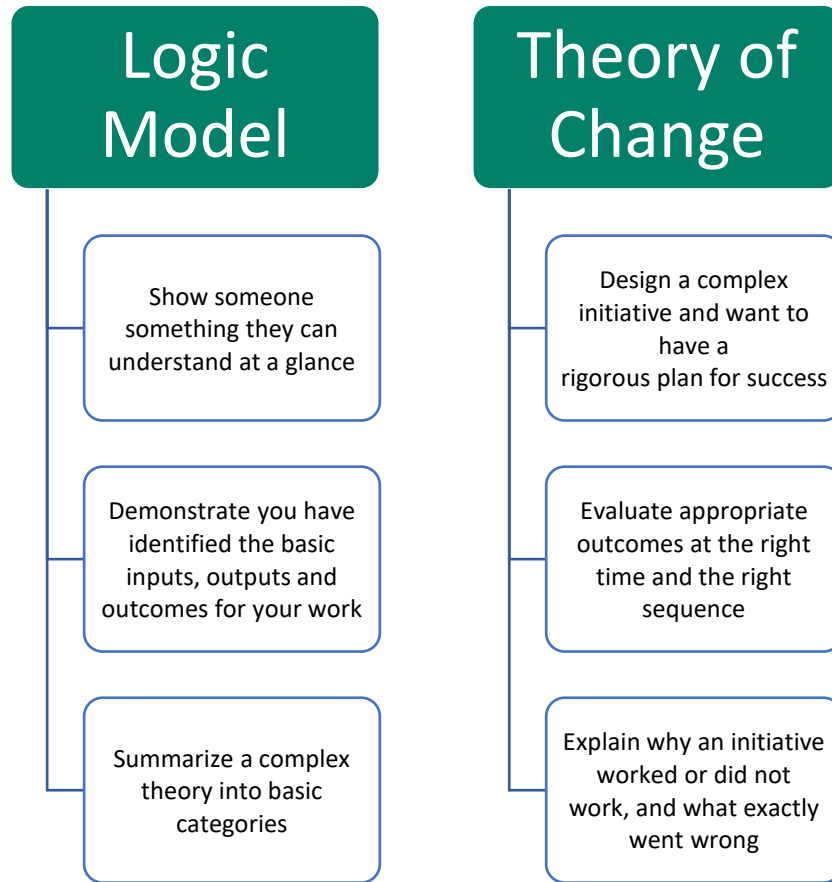 Logic
Model
Show someone
something they can
understand at a glance
Demonstrate you have
identified the basic
inputs, outputs and
outcomes for your work
Summarize a complex
theory into basic
categories
Theory of
Change
Design a complex
initiative and want to
have a
rigorous plan for success
Evaluate appropriate
outcomes at the right
time and the right
sequence
Explain why an initiative
worked or did not
work, and what exactly
went wrong